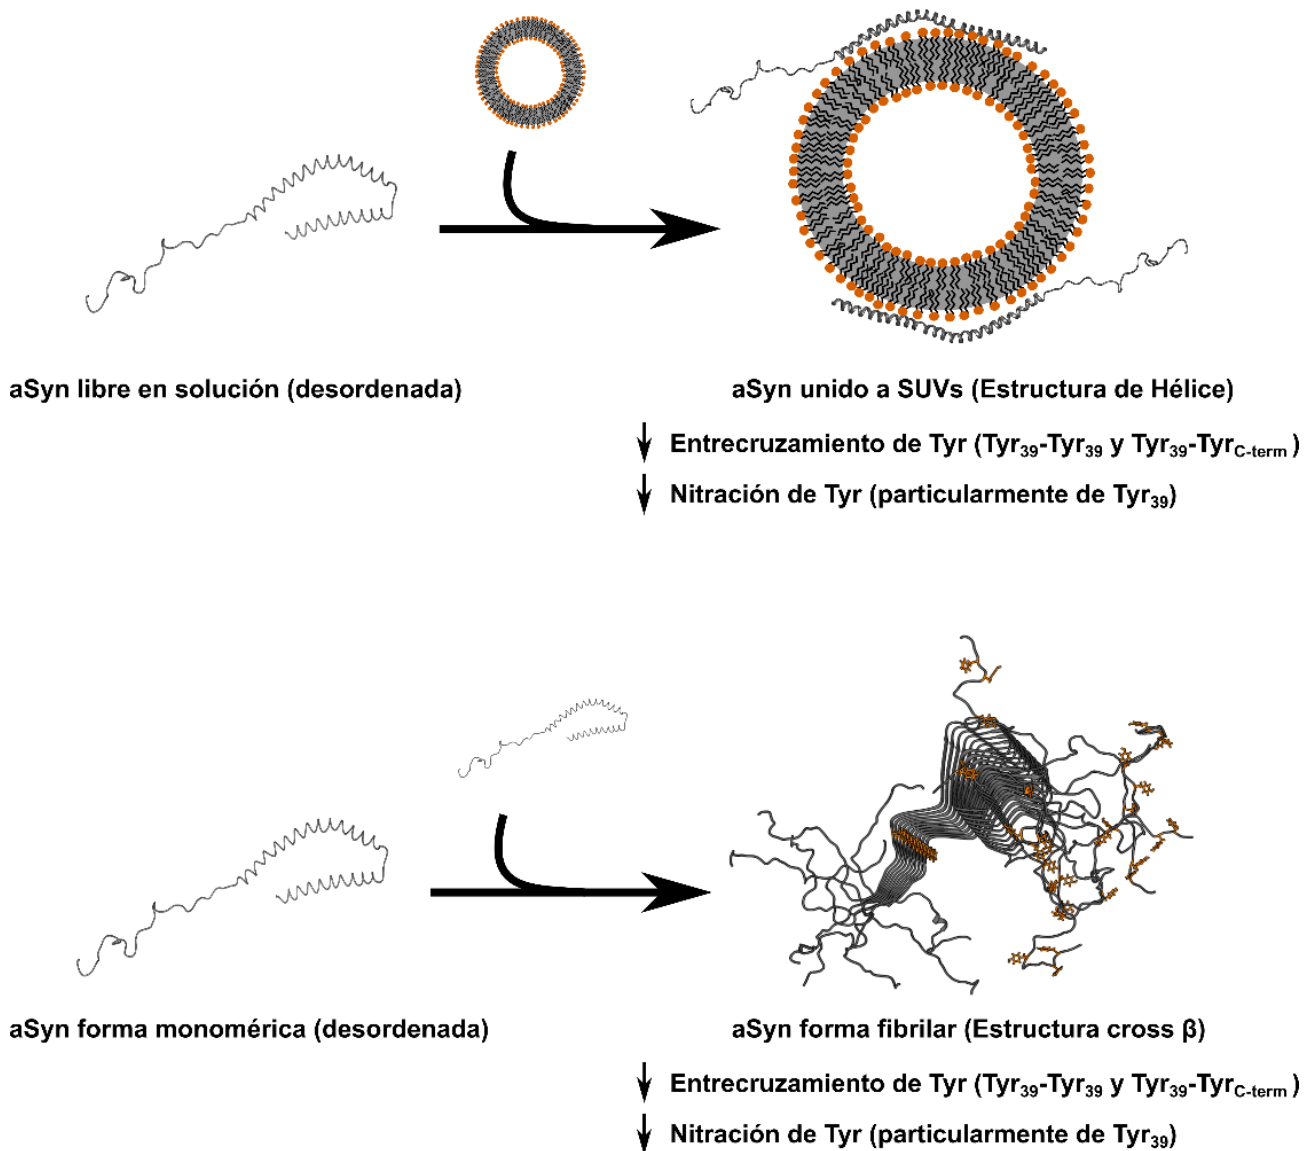 aSyn libre en solución (desordenada)
aSyn unido a SUVs (Estructura de Hélice)
Entrecruzamiento de Tyr (Tyr39-Tyr39 y Tyr39-TyrC-term)
Nitración de Tyr (particularmente de Tyr39)
aSyn forma monomérica (desordenada)
aSyn forma fibrilar (Estructura cross β)
Entrecruzamiento de Tyr (Tyr39-Tyr39 y Tyr39-TyrC-term)
Nitración de Tyr (particularmente de Tyr39)